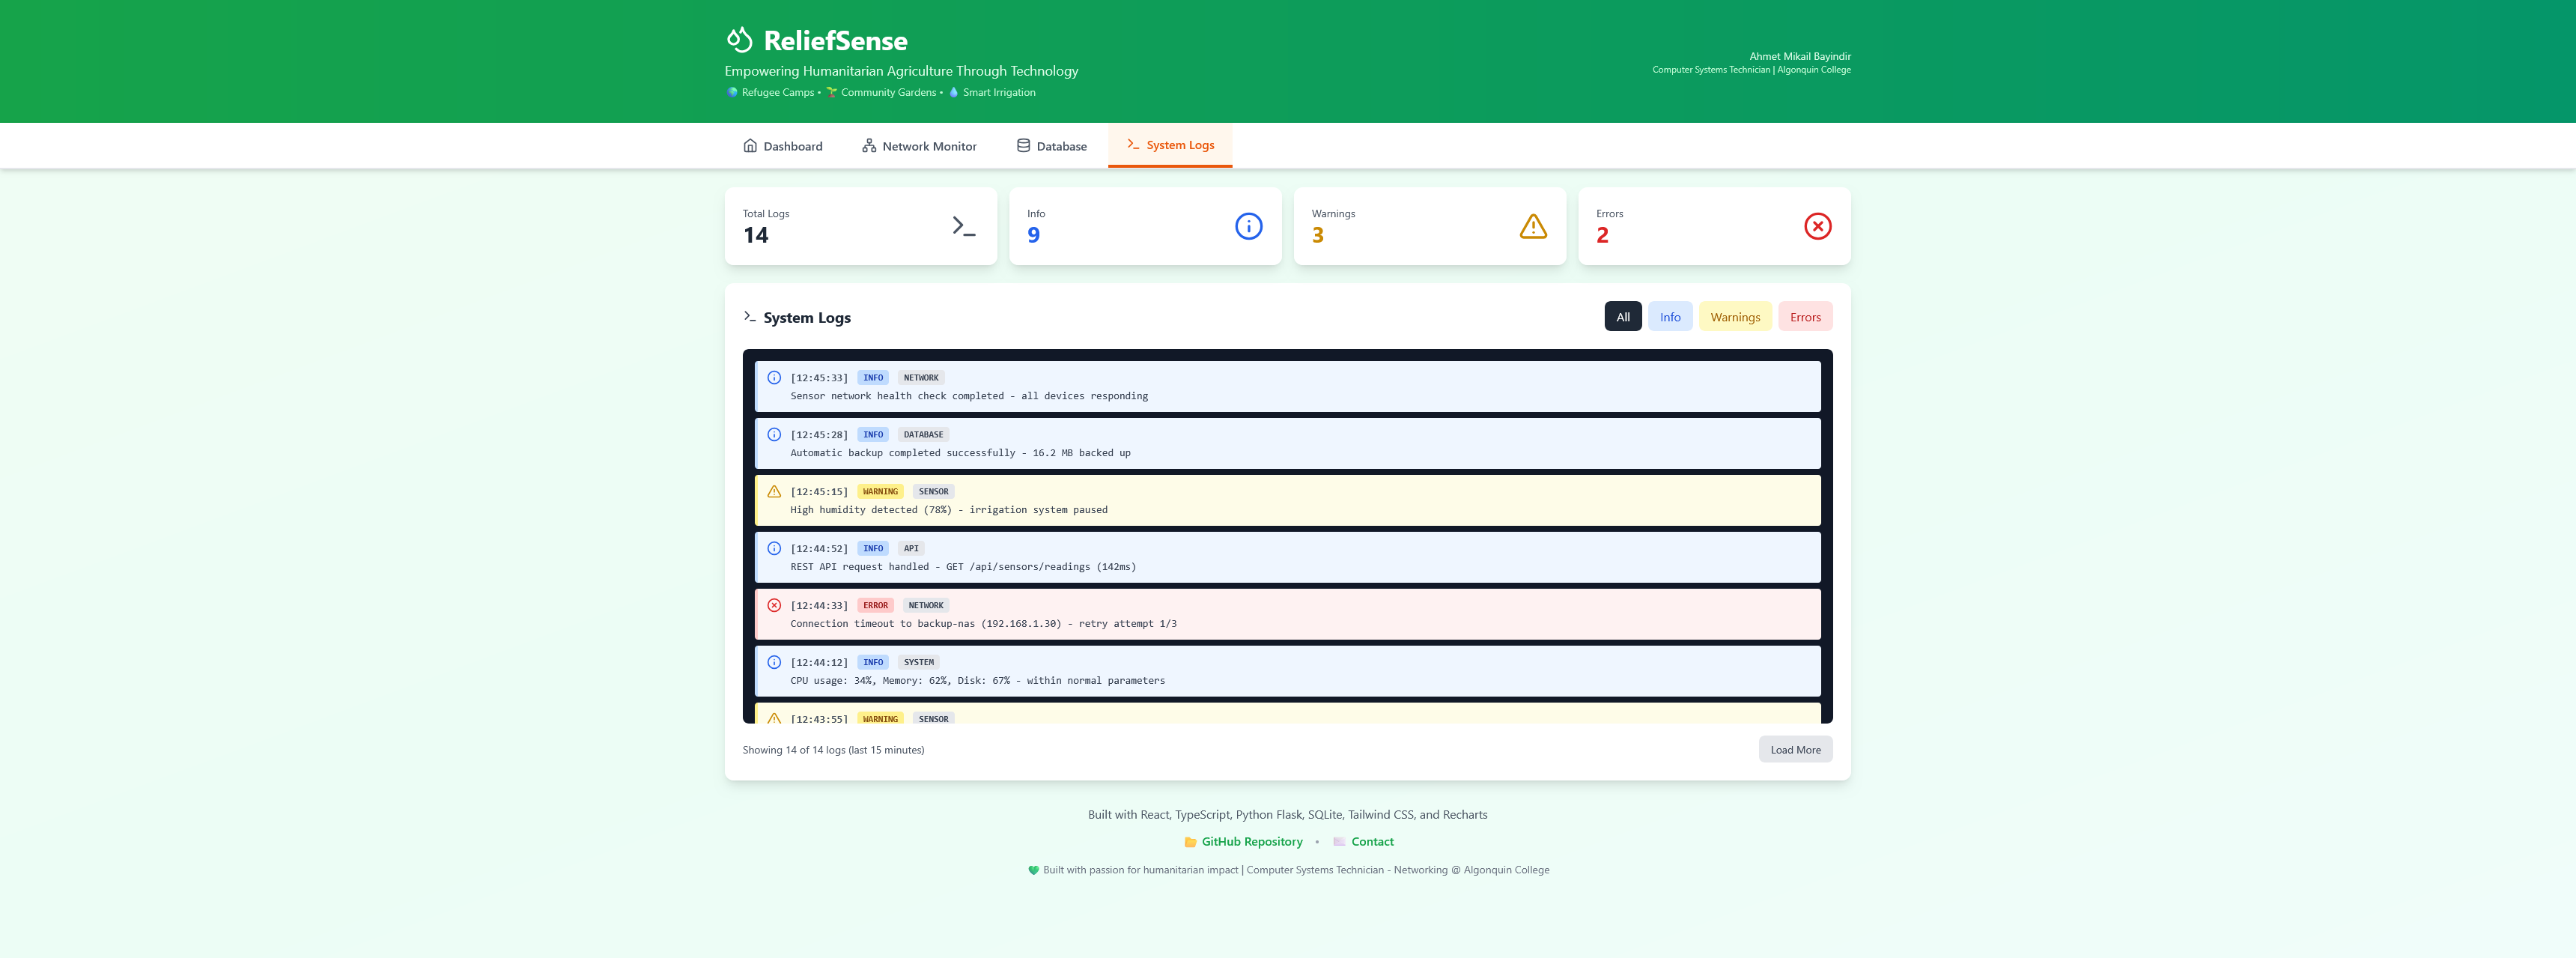 ReliefSense
Empowering Humanitarian Agriculture Through Technology
Refugee Camps • Community Gardens • Smart Irrigation
Ahmet Mikail Bayindir
Computer Systems Technician | Algonquin College
Dashboard
Network Monitor
Database
System Logs
Total Logs
14
Info
9
Warnings
3
Errors
2
System Logs
All
Info
Warnings
Errors
[12:45:33] INFO NETWORK
Sensor network health check completed - all devices responding
[12:45:28] INFO DATABASE
Automatic backup completed successfully - 16.2 MB backed up
[12:45:15] WARNING SENSOR
High humidity detected (78%) - irrigation system paused
[12:44:52] INFO API
REST API request handled - GET /api/sensors/readings (142ms)
[12:44:33] ERROR NETWORK
Connection timeout to backup-nas (192.168.1.30) - retry attempt 1/3
[12:44:12] INFO SYSTEM
CPU usage: 34%, Memory: 62%, Disk: 67% - within normal parameters
[12:43:55] WARNING SENSOR
Showing 14 of 14 logs (last 15 minutes)
Load More
Built with React, TypeScript, Python Flask, SQLite, Tailwind CSS, and Recharts
GitHub Repository • Contact
Built with passion for humanitarian impact | Computer Systems Technician - Networking @ Algonquin College